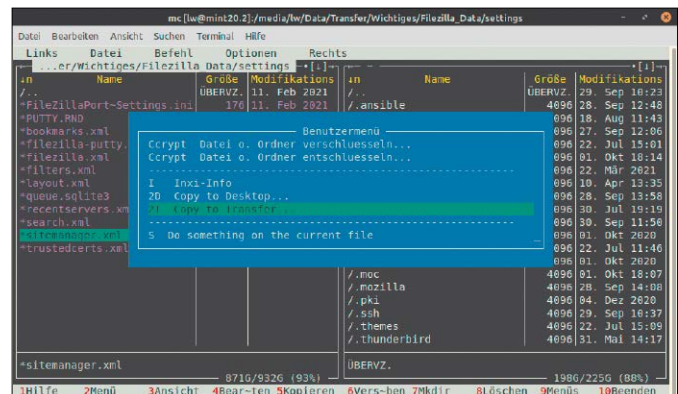 mc [lw@mint20.2]:/media/lw/Data/Transfer/Wichtiges/Filezilla_Data/settings
Datei Bearbeiten Ansicht Suchen Terminal Hilfe
Links Datei Befehl Optionen Rechts
...er/Wichtiges/Filezilla Data/settings
↓n Name Größe Modifikations
/.. ÜBERVZ. 11. Feb 2021
*FileZillaPort~Settings.ini 176 11. Feb 2021
*PUTTY.RND
*bookmarks.xml
*filezilla-putty.
*filezilla.xml
*filters.xml
*layout.xml
*queue.sqlite3
*recentservers.xm
*search.xml
*sitemanager.xml
*trustedcerts.xml
*sitemanager.xml
871G/932G (93%)
Benutzermenü
Ccrypt Datei o. Ordner verschluesseln...
Ccrypt Datei o. Ordner entschluesseln...
I Inxi-Info
2D Copy to Desktop...
2T Copy to Transfer...
S Do something on the current file
↓n Name Größe Modifikations
/.. ÜBERVZ. 29. Sep 10:23
/.ansible 4096 28. Sep 12:48
096 18. Aug 11:43
096 27. Sep 12:06
096 22. Jul 15:01
096 01. Okt 18:14
096 22. Mär 2021
096 10. Apr 13:35
096 28. Sep 13:58
096 30. Jul 19:19
096 30. Sep 11:50
096 01. Okt 2020
096 22. Jul 11:46
096 01. Okt 2020
/.moc 4096 01. Okt 18:07
/.mozilla 4096 28. Sep 14:08
/.pki 4096 04. Dez 2020
/.ssh 4096 29. Sep 10:37
/.themes 4096 22. Jul 15:09
/.thunderbird 4096 31. Mai 14:17
ÜBERVZ.
198G/225G (88%)
1Hilfe 2Menü 3Ansicht 4Bear~ten 5Kopieren 6Vers~ben 7Mkdir 8Löschen 9Menüs 10Beenden